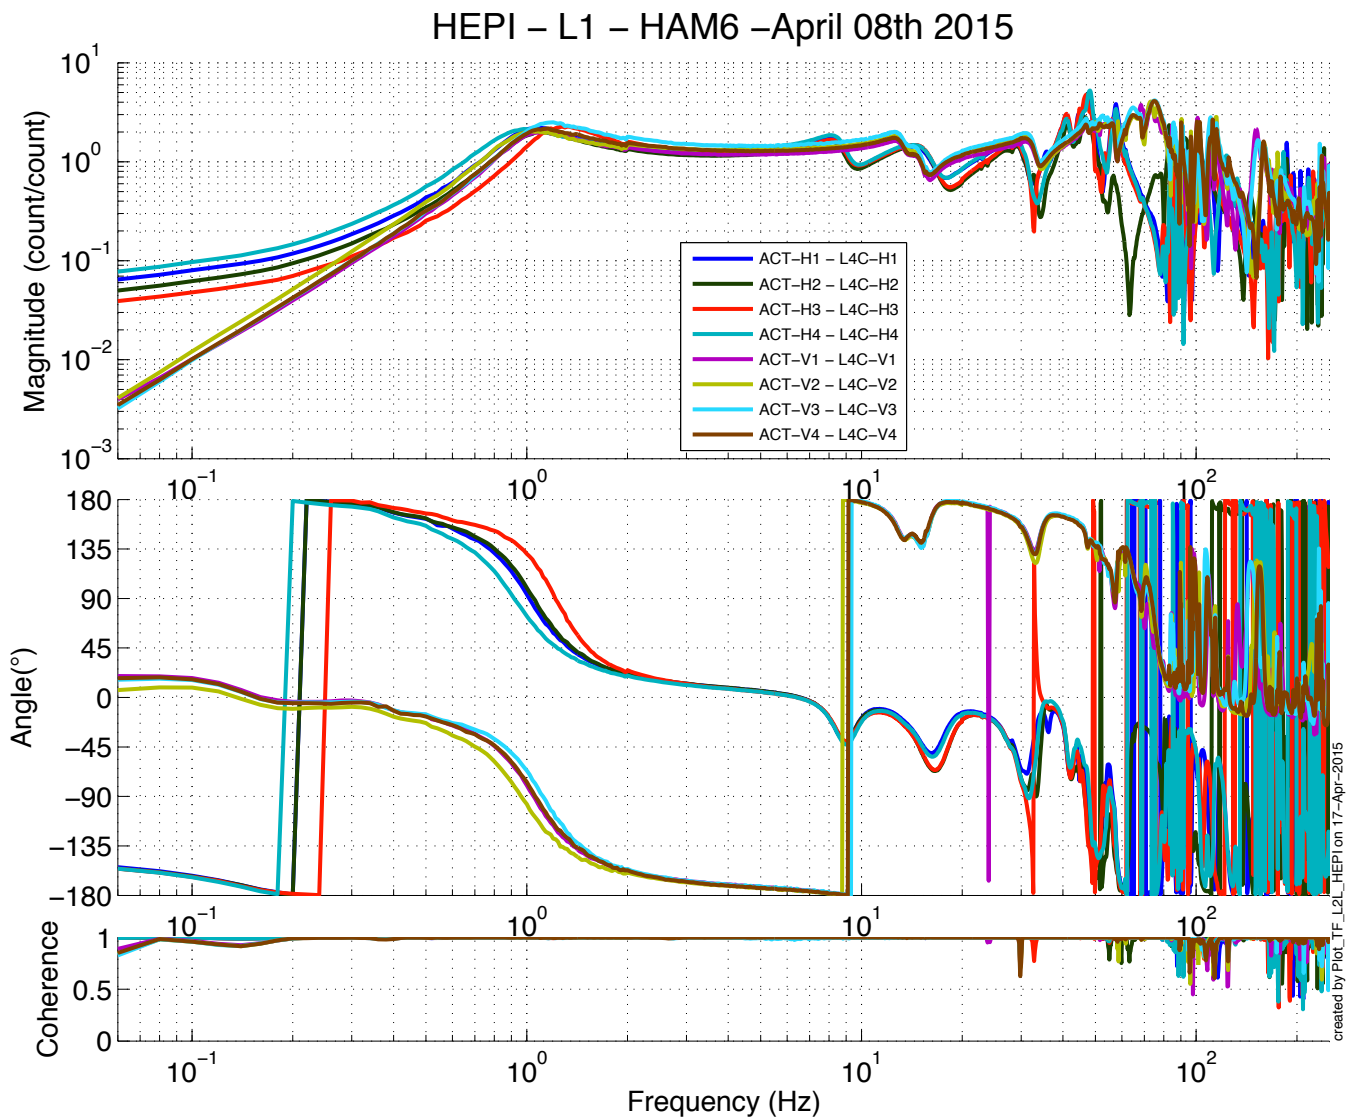 HEPI − L1 − HAM6 −April 08th 2015
10^1
10^0
10^−1
10^−2
10^−3
Magnitude (count/count)
ACT−H1 − L4C−H1
ACT−H2 − L4C−H2
ACT−H3 − L4C−H3
ACT−H4 − L4C−H4
ACT−V1 − L4C−V1
ACT−V2 − L4C−V2
ACT−V3 − L4C−V3
ACT−V4 − L4C−V4
10^−1 10^0 10^1 10^2
180
135
90
45
0
−45
−90
−135
−180
Angle(°)
10^−1 10^0 10^1 10^2
1
0.5
0
Coherence
10^−1 10^0 10^1 10^2
Frequency (Hz)
created by Plot_TF_L2L_HEPI on 17−Apr−2015